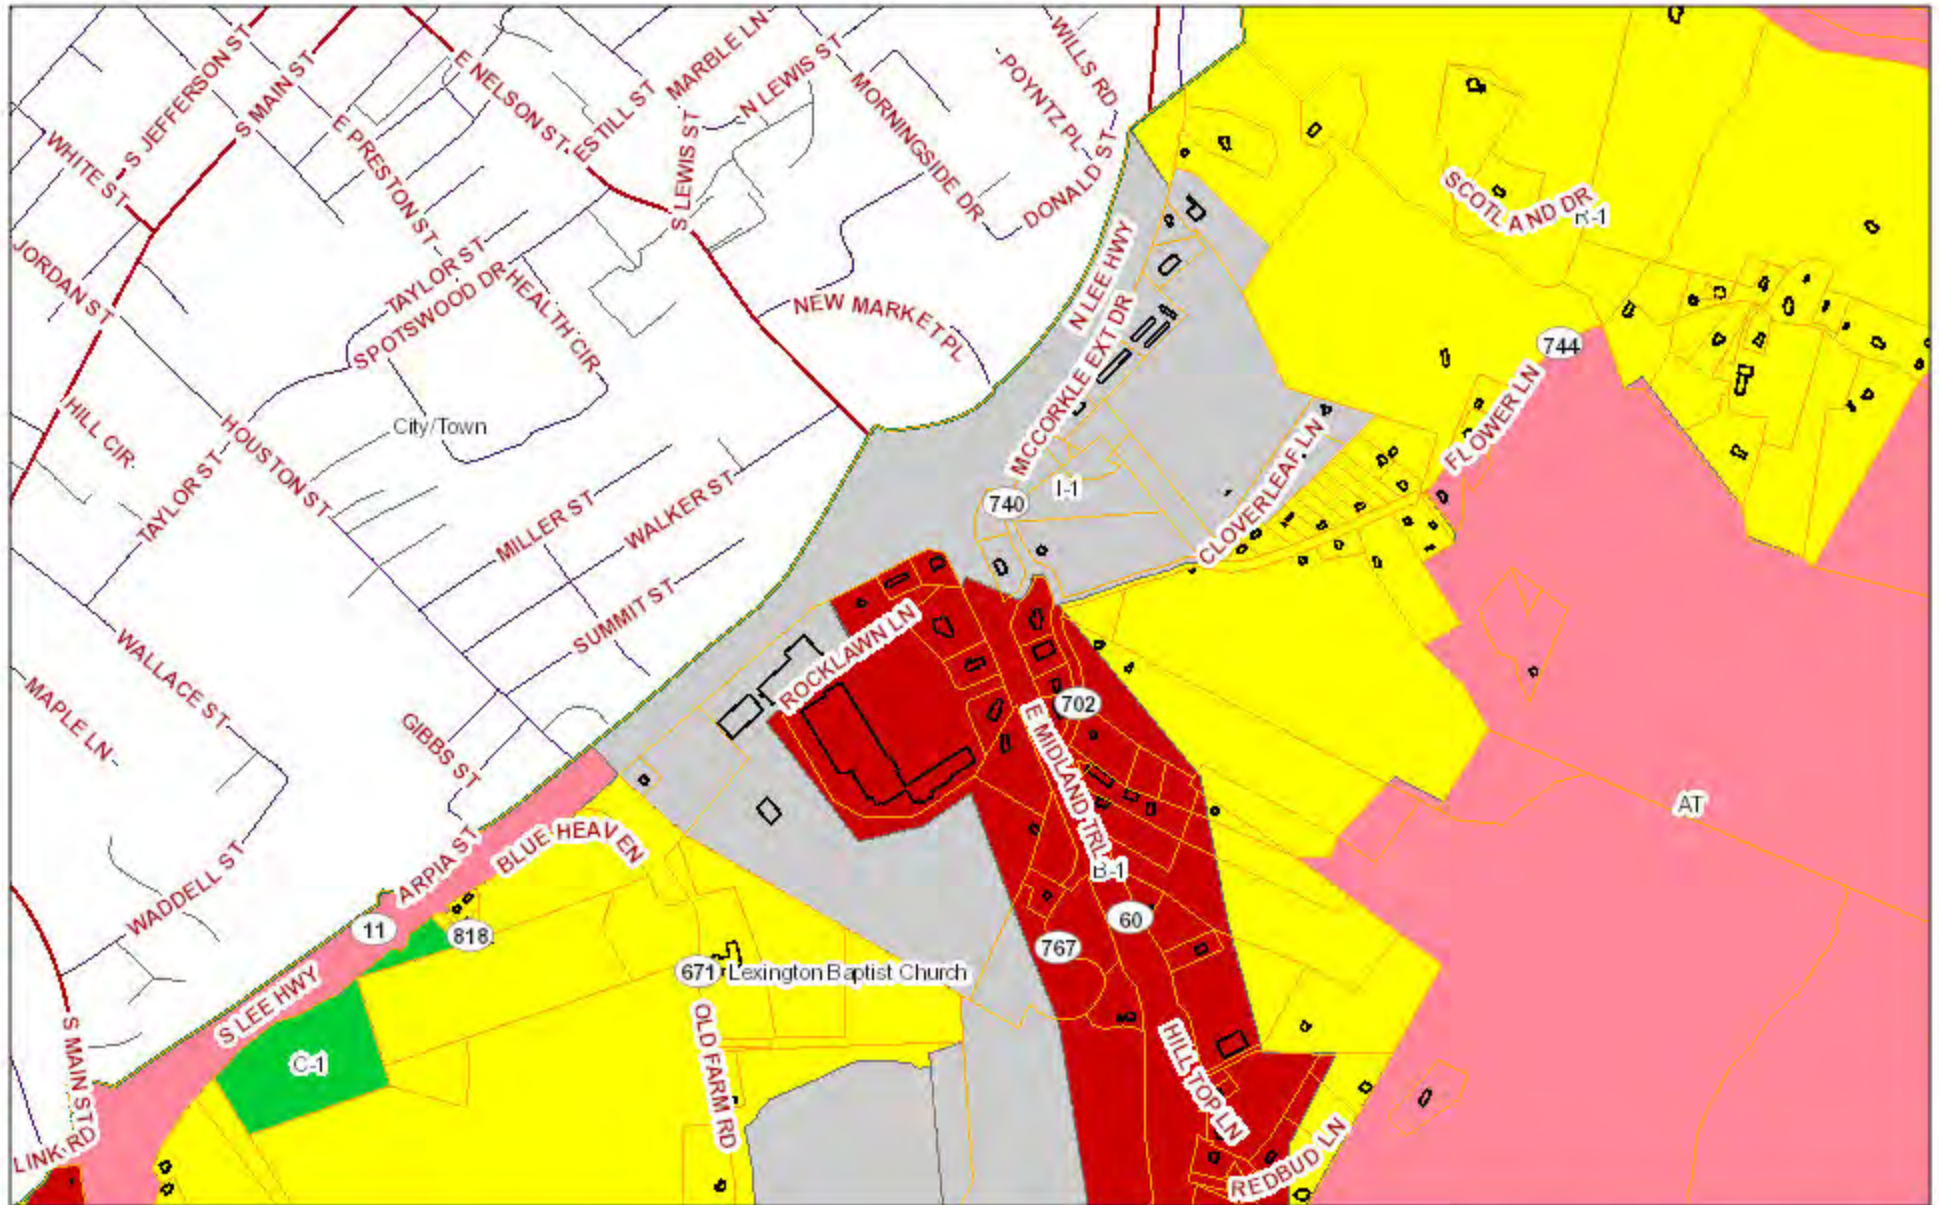 S JEFFERSON ST
S MAIN ST
E NELSON ST
ESTILL ST
MARBLE LN
N LEWIS ST
WILLS RD
POYNTZ PL
MORNINGSIDE DR
DONALD ST
WHITE ST
E PRESTON ST
S LEWIS ST
SCOTLAND DR
R-1
JORDAN ST
TAYLOR ST
SPOTSWOOD DR
HEALTH CIR
NEW MARKET PL
N LEE HWY
MCCORKLE EXT DR
744
FLOWER LN
HILL CIR
HOUSTON ST
City/Town
TAYLOR ST
MILLER ST
WALKER ST
740
I-1
CLOVERLEAF LN
SUMMIT ST
ROCKLAWN LN
WALLACE ST
MAPLE LN
GIBBS ST
702
E MIDLAND TRL
AT
BLUE HEAVEN
ARPIA ST
B-1
WADDELL ST
11
818
60
767
671
Lexington Baptist Church
S LEE HWY
OLD FARM RD
C-1
S MAIN ST
HILLTOP LN
LINK RD
REDBUD LN